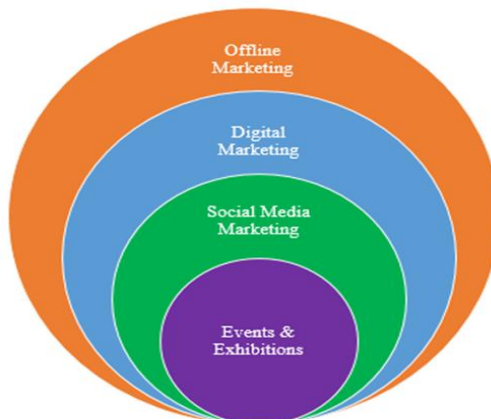 Offline
Marketing
Digital
Marketing
Social Media
Marketing
Events &
Exhibitions